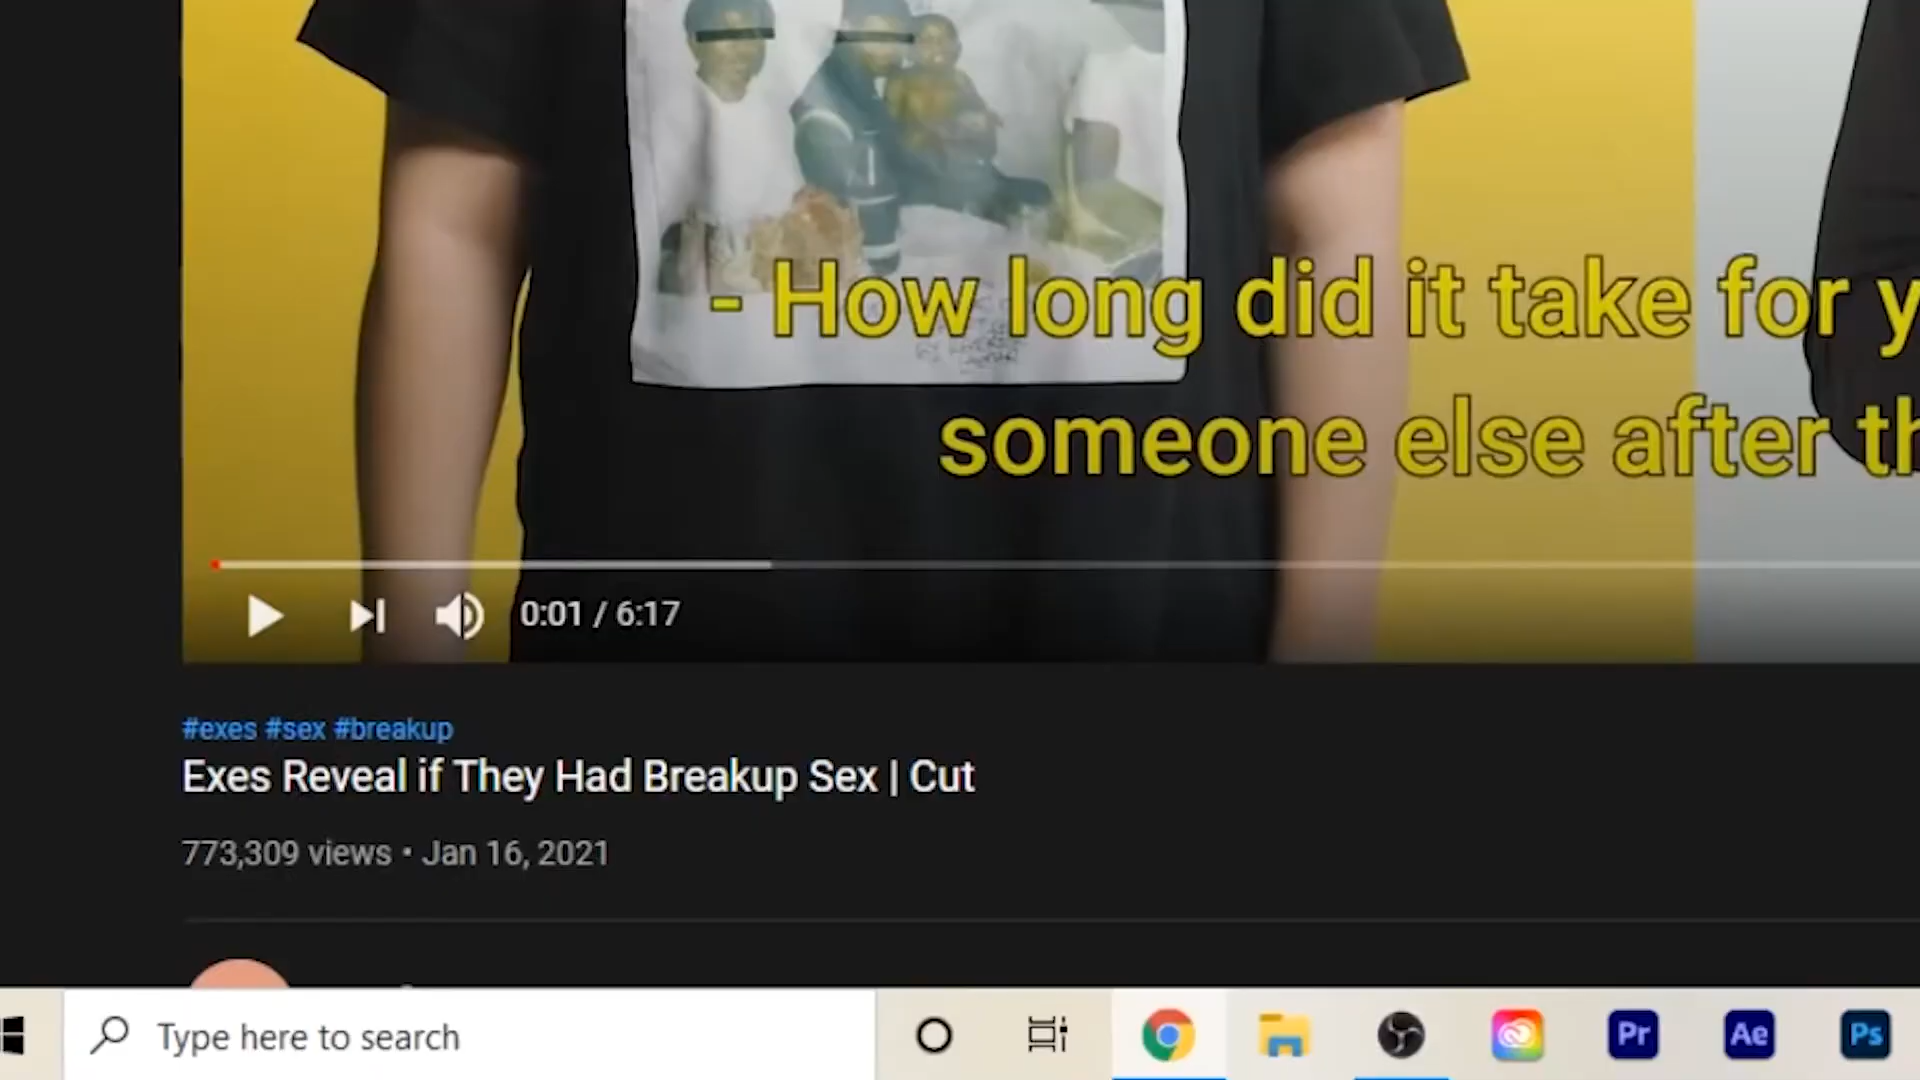 - How long did it take for y
someone else after th
0:01 / 6:17
#exes #sex #breakup
Exes Reveal if They Had Breakup Sex | Cut
773,309 views • Jan 16, 2021
Type here to search
Pr
Ae
Ps